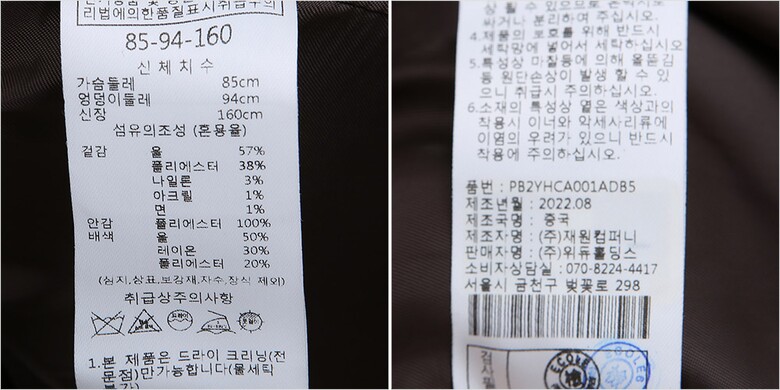 리법에의한품질표시취급주의
85-94-160
신체치수
가슴둘레 85cm
엉덩이둘레 94cm
신장 160cm
섬유의조성 (혼용율)
겉감 울 57%
폴리에스터 38%
나일론 3%
아크릴 1%
면 1%
안감 폴리에스터 100%
배색 울 50%
레이온 30%
폴리에스터 20%
(심지,상표,보강재,자수,장식 제외)
취급상주의사항
드라이
1.본 제품은 드라이 크리닝(전
문점)만가능합니다(물세탁
싸거나 분리하여 주십시오.
4.제품의 보호를 위해 반드시
세탁망에 넣어서 세탁하십시오
5.특성상 마찰등에 의해 올뜯김
등 원단손상이 발생 할 수 있
으니 취급시 주의하십시오.
6.소재의 특성상 옅은 색상과의
착용시 이너와 악세사리류에
이염의 우려가 있으니 반드시
착용에 주의하십시오.
품번 : PB2YHCA001ADB5
제조년월 : 2022.08
제조국명 : 중국
제조자명 : (주)재원컴퍼니
판매자명 : (주)위듀홀딩스
소비자상담실 : 070-8224-4417
서울시 금천구 벚꽃로 298
검사필
ECOLE